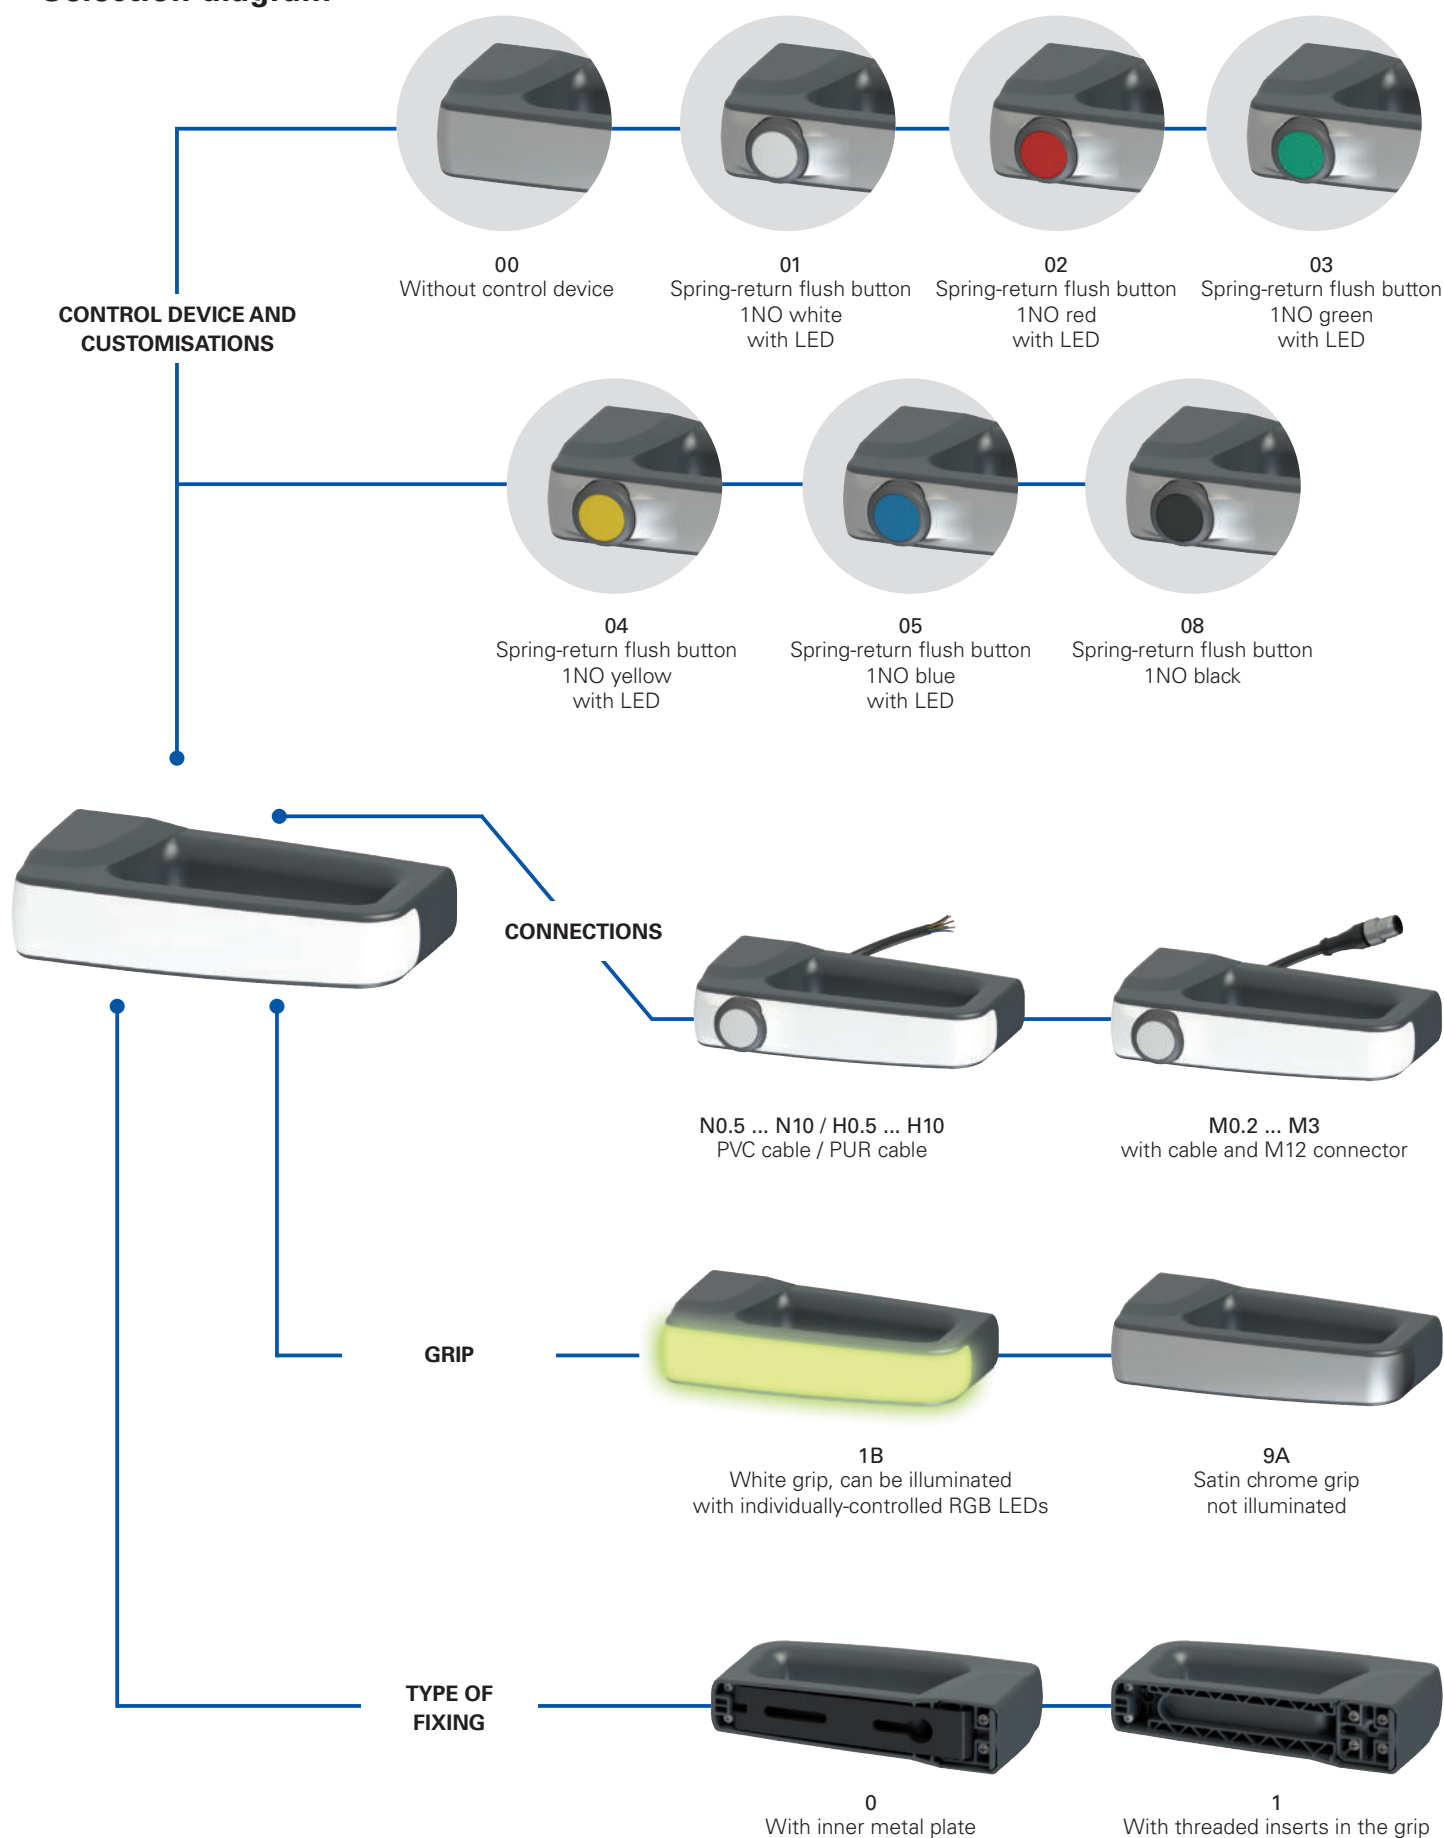 Selection diagram
00
Without control device
01
Spring-return flush button
1NO white
with LED
02
Spring-return flush button
1NO red
with LED
03
Spring-return flush button
1NO green
with LED
CONTROL DEVICE AND
CUSTOMISATIONS
04
Spring-return flush button
1NO yellow
with LED
05
Spring-return flush button
1NO blue
with LED
08
Spring-return flush button
1NO black
CONNECTIONS
N0.5 ... N10 / H0.5 ... H10
PVC cable / PUR cable
M0.2 ... M3
with cable and M12 connector
GRIP
1B
White grip, can be illuminated
with individually-controlled RGB LEDs
9A
Satin chrome grip
not illuminated
TYPE OF
FIXING
0
With inner metal plate
1
With threaded inserts in the grip